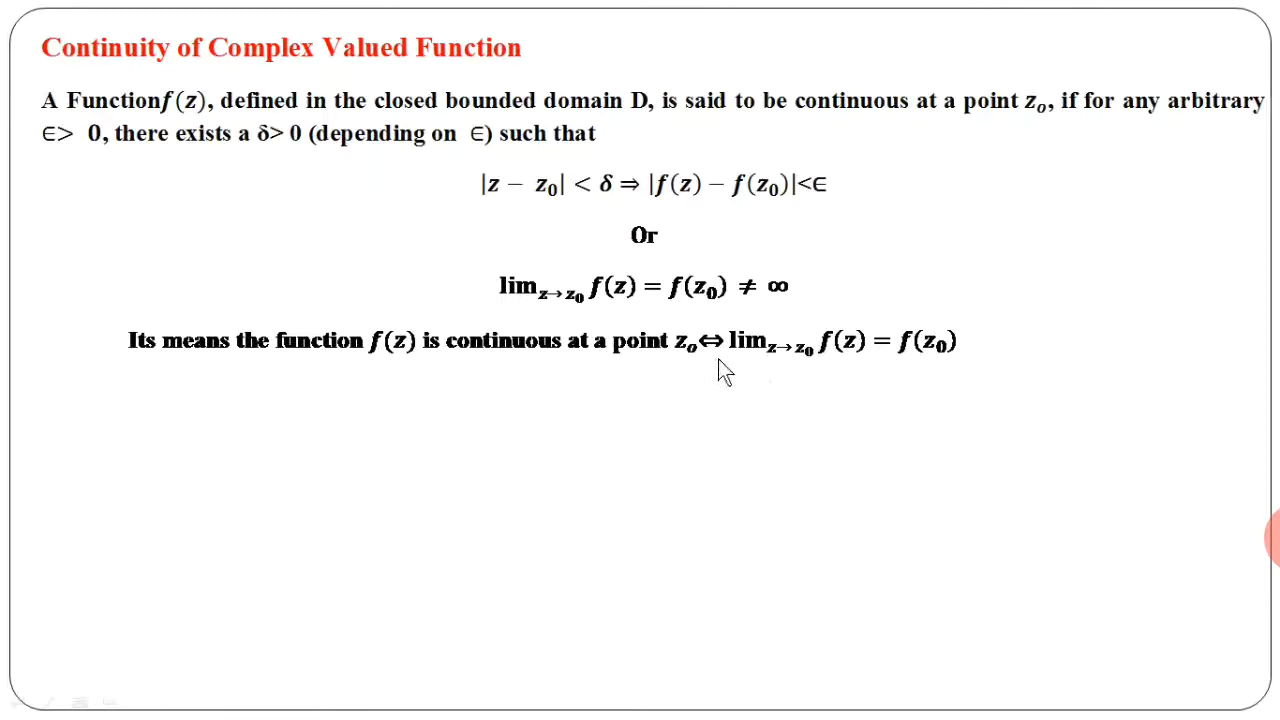 Continuity of Complex Valued Function
A Functionf(z), defined in the closed bounded domain D, is said to be continuous at a point zₒ, if for any arbitrary
∈> 0, there exists a δ> 0 (depending on ∈) such that
|z − z₀| < δ ⇒ |f(z) − f(z₀)|<∈
Or
lim_{z→z₀} f(z) = f(z₀) ≠ ∞
Its means the function f(z) is continuous at a point zₒ⇔ lim_{z→z₀} f(z) = f(z₀)